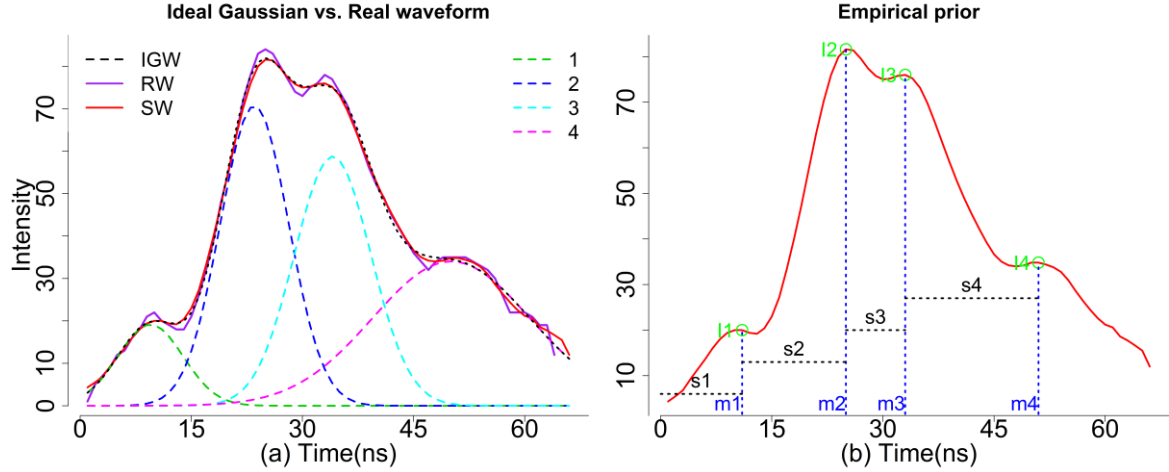 Ideal Gaussian vs. Real waveform
IGW
RW
SW
1
2
3
4
Intensity
0
10
30
50
70
0
15
30
45
60
(a) Time(ns)
Empirical prior
I1
I2
I3
I4
s1
s2
s3
s4
m1
m2
m3
m4
10
30
50
70
0
15
30
45
60
(b) Time(ns)